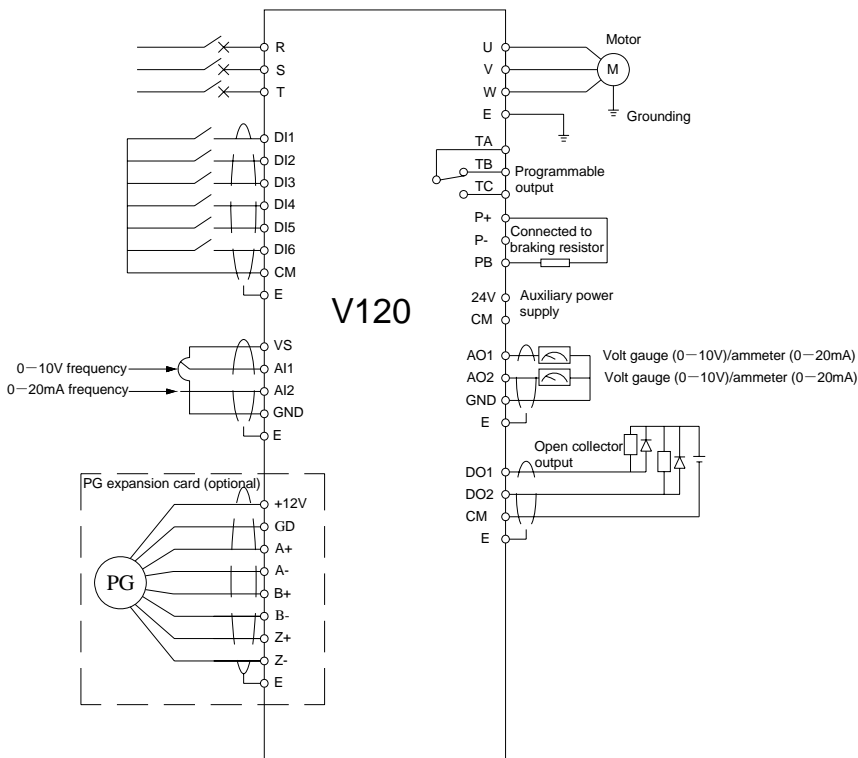 R
S
T
DI1
DI2
DI3
DI4
DI5
DI6
CM
E
VS
0－10V frequency
AI1
0－20mA frequency
AI2
GND
E
PG expansion card (optional)
+12V
GD
A+
A-
PG
B+
B-
Z+
Z-
E
V120
U
Motor
V
M
W
E
Grounding
TA
TB
Programmable
output
TC
P+
Connected to
braking resistor
P-
PB
24V
Auxiliary power
supply
CM
AO1
Volt gauge (0－10V)/ammeter (0－20mA)
AO2
Volt gauge (0－10V)/ammeter (0－20mA)
GND
E
Open collector
output
DO1
DO2
CM
E